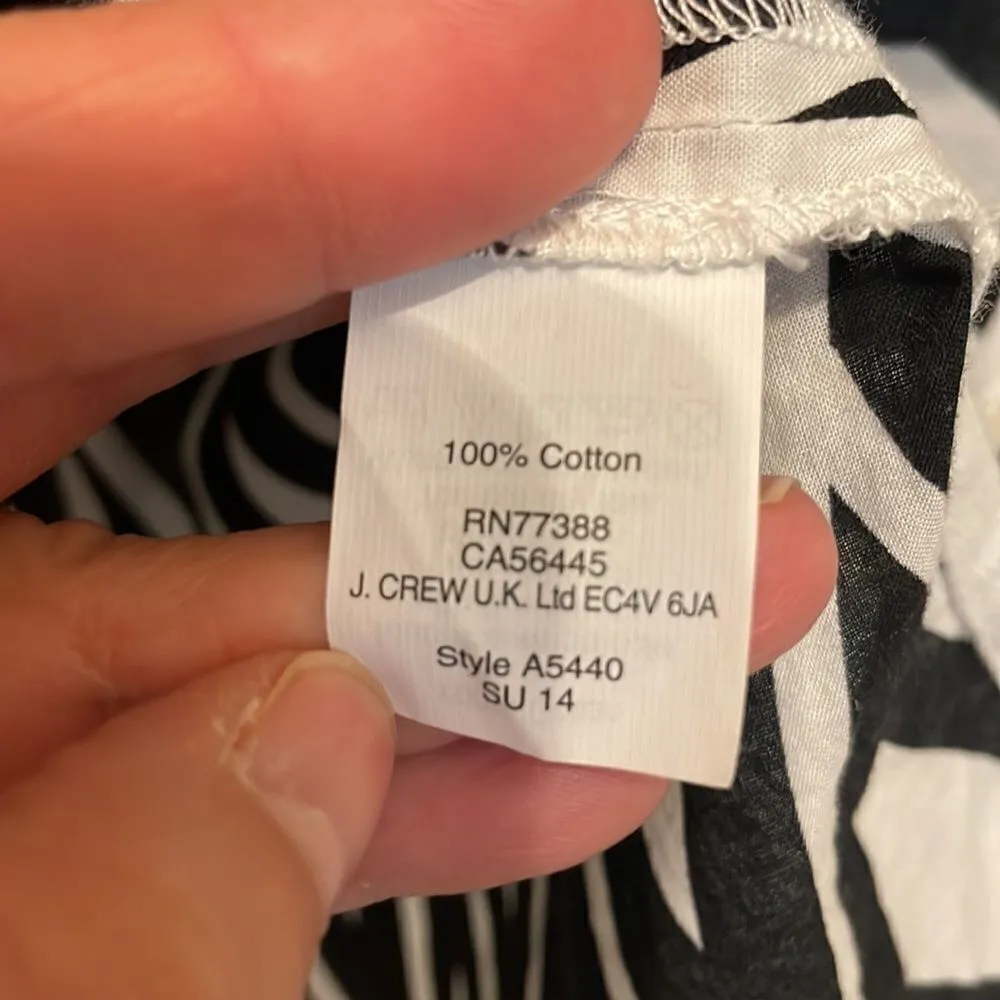 100% Cotton
RN77388
CA56445
J. CREW U.K. Ltd EC4V 6JA
Style A5440
SU 14